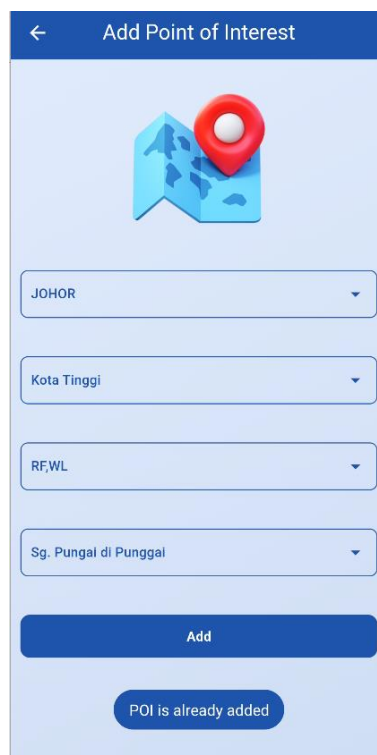 Add Point of Interest
JOHOR
Kota Tinggi
RF,WL
Sg. Pungai di Punggai
Add
POI is already added